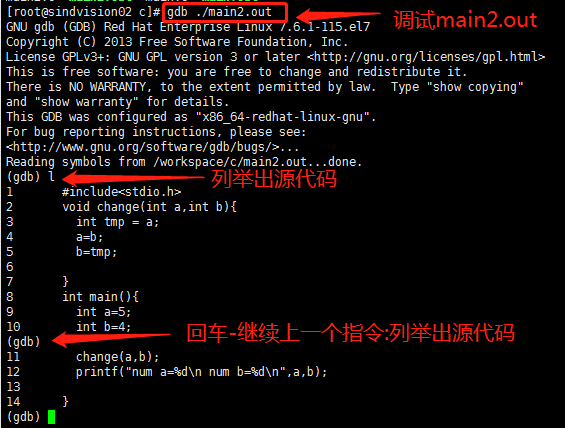 [root@sindvision02 c]# gdb ./main2.out 调试main2.out
GNU gdb (GDB) Red Hat Enterprise Linux 7.6.1-115.el7
Copyright (C) 2013 Free Software Foundation, Inc.
License GPLv3+: GNU GPL version 3 or later <http://gnu.org/licenses/gpl.html>
This is free software: you are free to change and redistribute it.
There is NO WARRANTY, to the extent permitted by law.  Type "show copying"
and "show warranty" for details.
This GDB was configured as "x86_64-redhat-linux-gnu".
For bug reporting instructions, please see:
<http://www.gnu.org/software/gdb/bugs/>...
Reading symbols from /workspace/c/main2.out...done.
(gdb) l 列举出源代码
1       #include<stdio.h>
2       void change(int a,int b){
3         int tmp = a;
4         a=b;
5         b=tmp;
6
7       }
8       int main(){
9         int a=5;
10        int b=4;
(gdb) 回车-继续上一个指令:列举出源代码
11        change(a,b);
12        printf("num a=%d\n num b=%d\n",a,b);
13
14      }
(gdb)